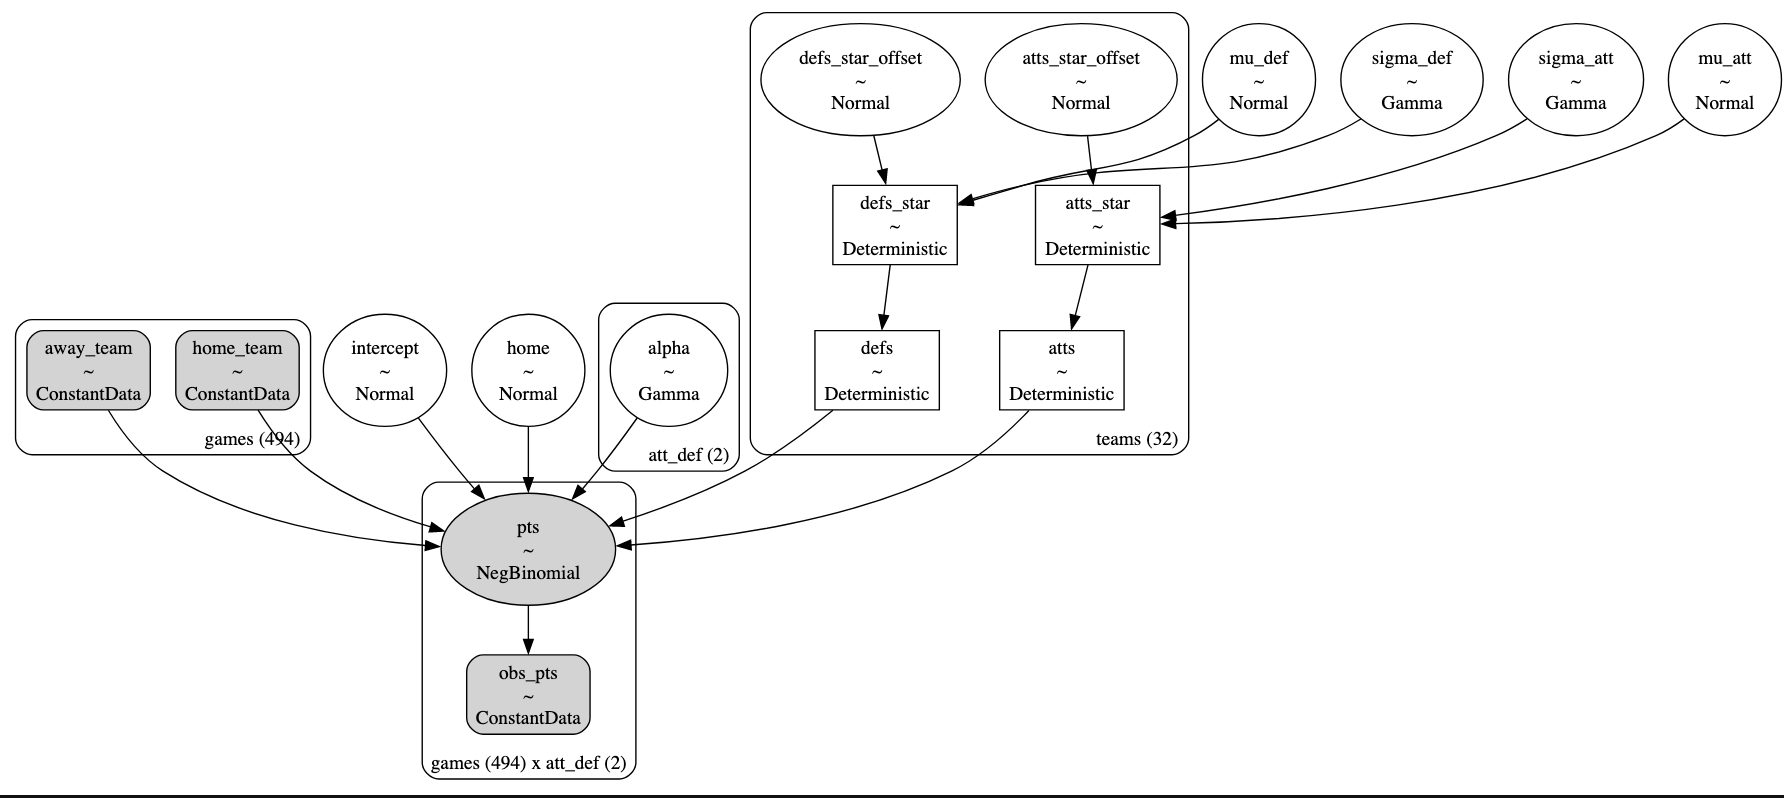 defs_star_offset
~
Normal
atts_star_offset
~
Normal
mu_def
~
Normal
sigma_def
~
Gamma
sigma_att
~
Gamma
mu_att
~
Normal
defs_star
~
Deterministic
atts_star
~
Deterministic
away_team
~
ConstantData
home_team
~
ConstantData
games (494)
intercept
~
Normal
home
~
Normal
alpha
~
Gamma
att_def (2)
defs
~
Deterministic
atts
~
Deterministic
teams (32)
pts
~
NegBinomial
obs_pts
~
ConstantData
games (494) x att_def (2)